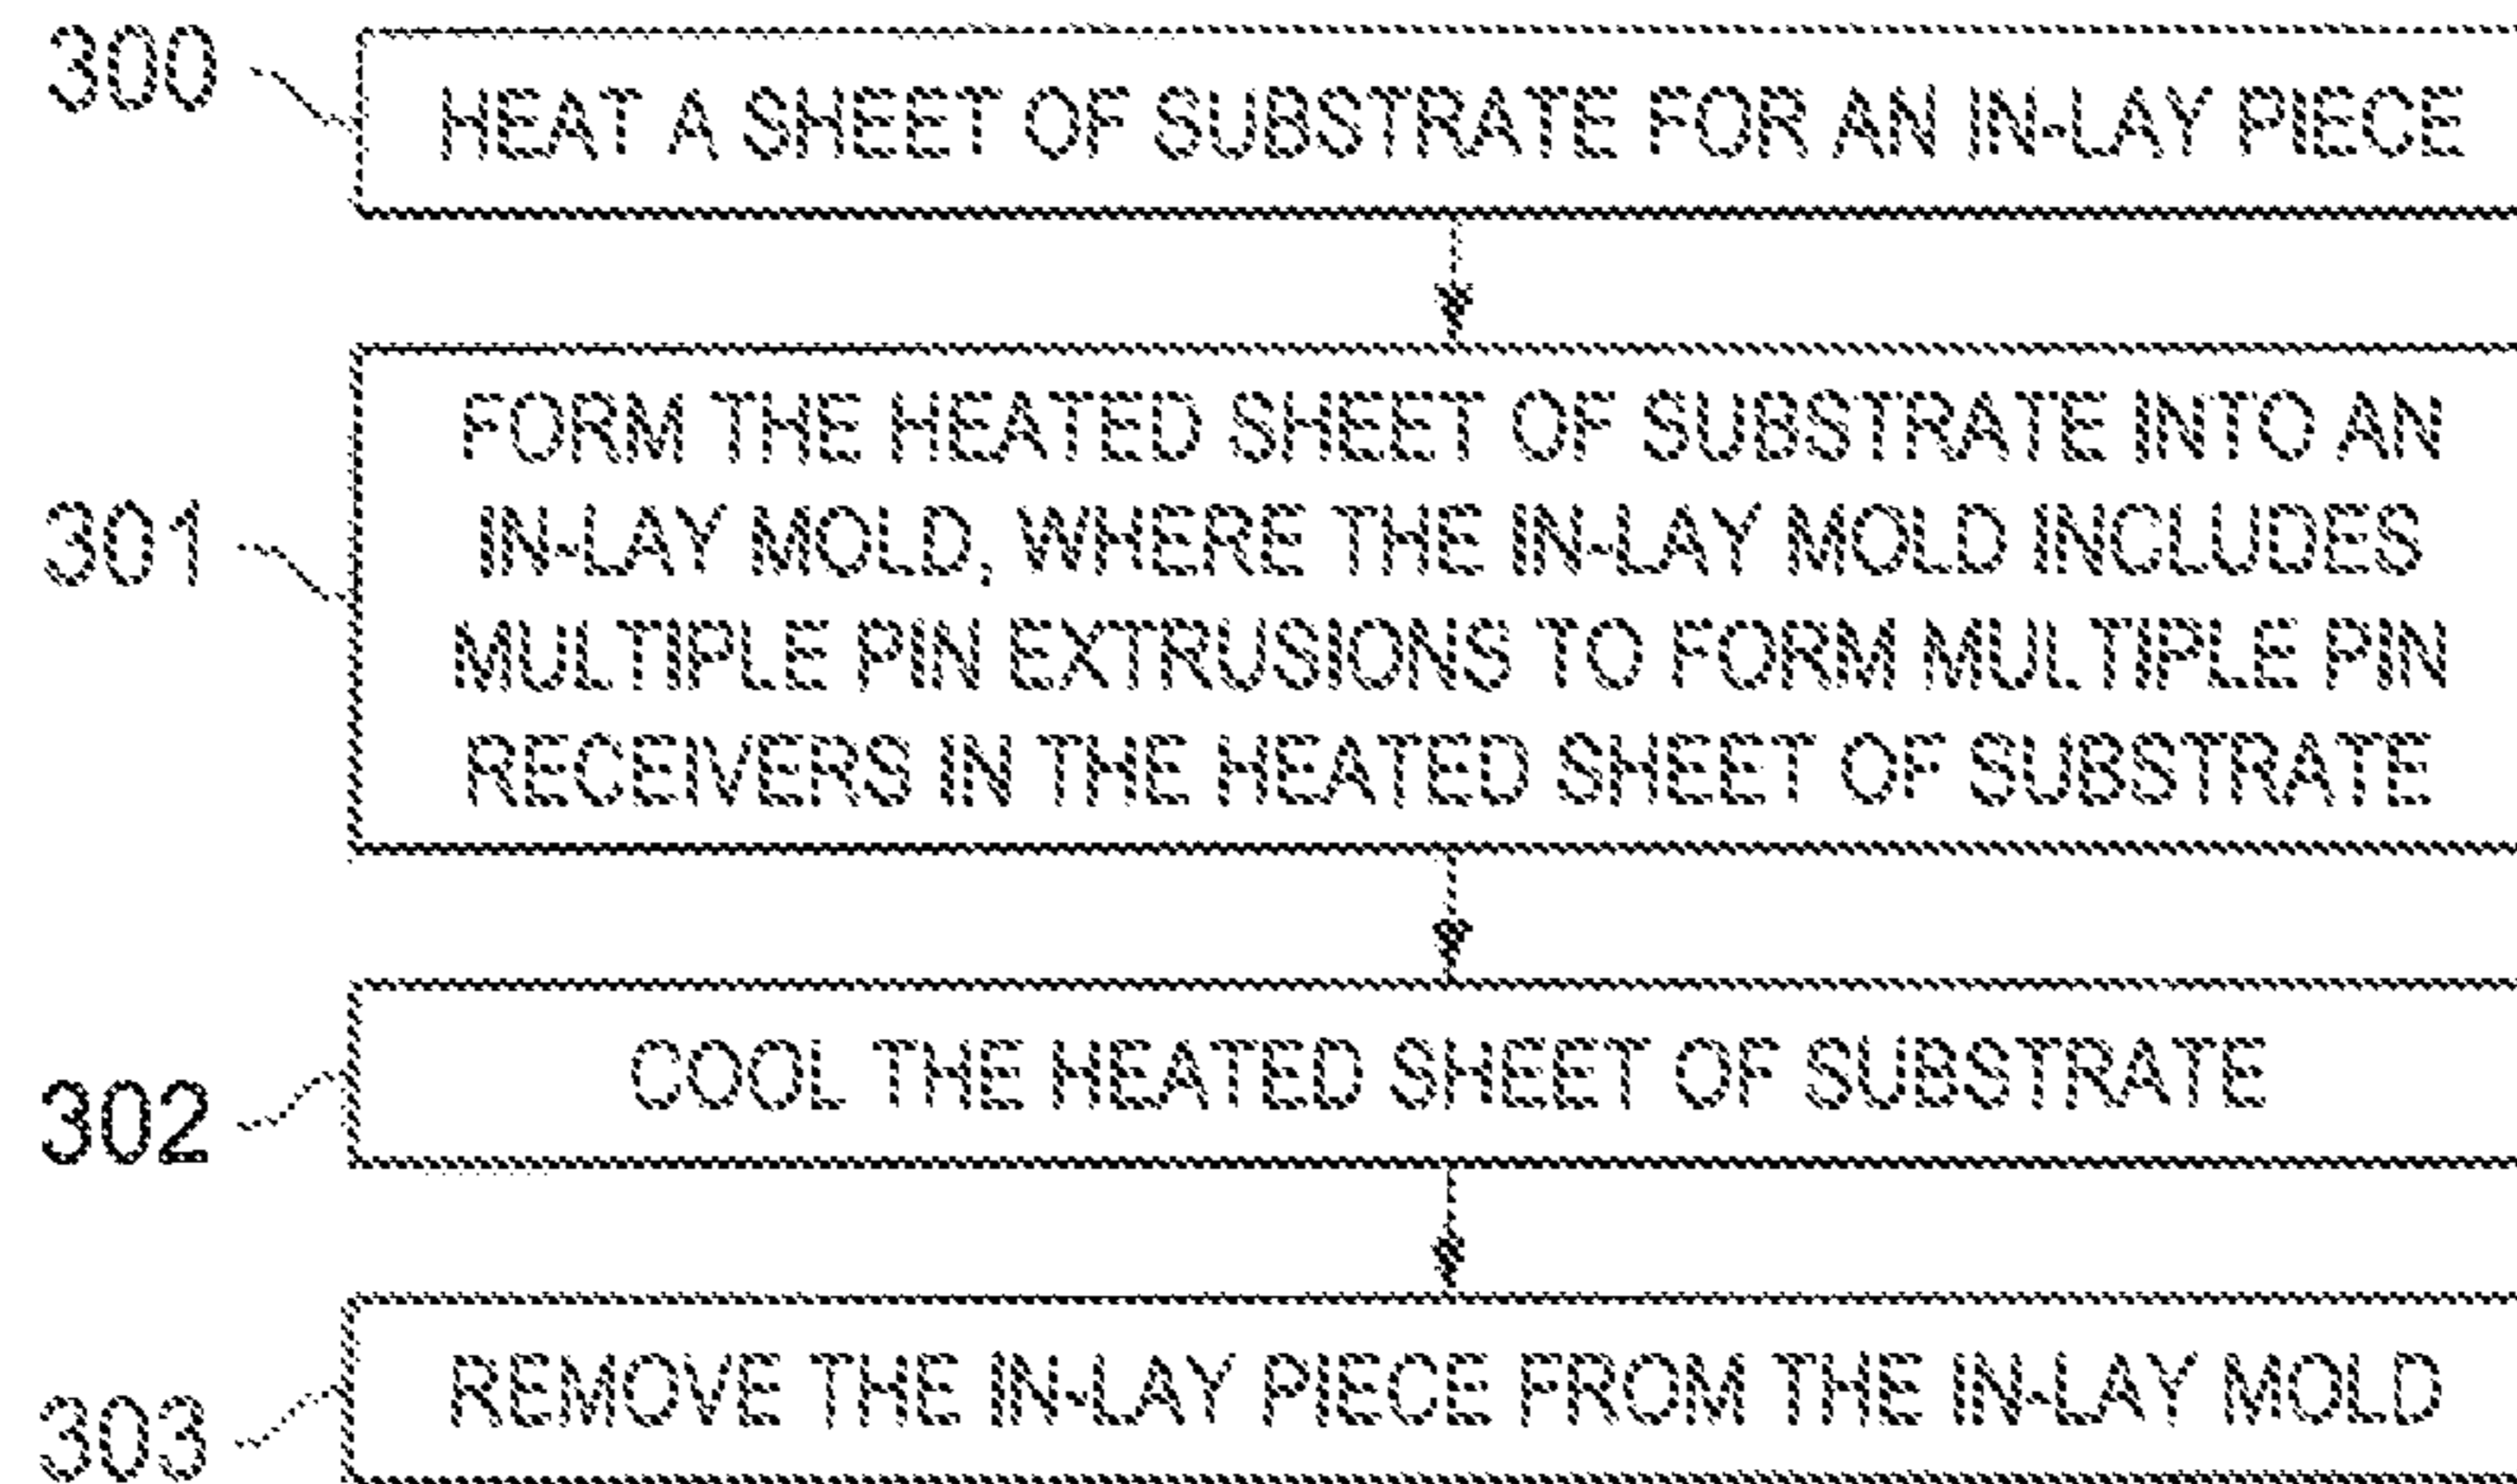 300
HEAT A SHEET OF SUBSTRATE FOR AN IN-LAY PIECE
FORM THE HEATED SHEET OF SUBSTRATE INTO AN
301
IN-LAY MOLD, WHERE THE IN-LAY MOLD INCLUDES
MULTIPLE PIN EXTRUSIONS TO FORM MULTIPLE PIN
RECEIVERS IN THE HEATED SHEET OF SUBSTRATE
302
COOL THE HEATED SHEET OF SUBSTRATE
303
REMOVE THE IN-LAY PIECE FROM THE IN-LAY MOLD